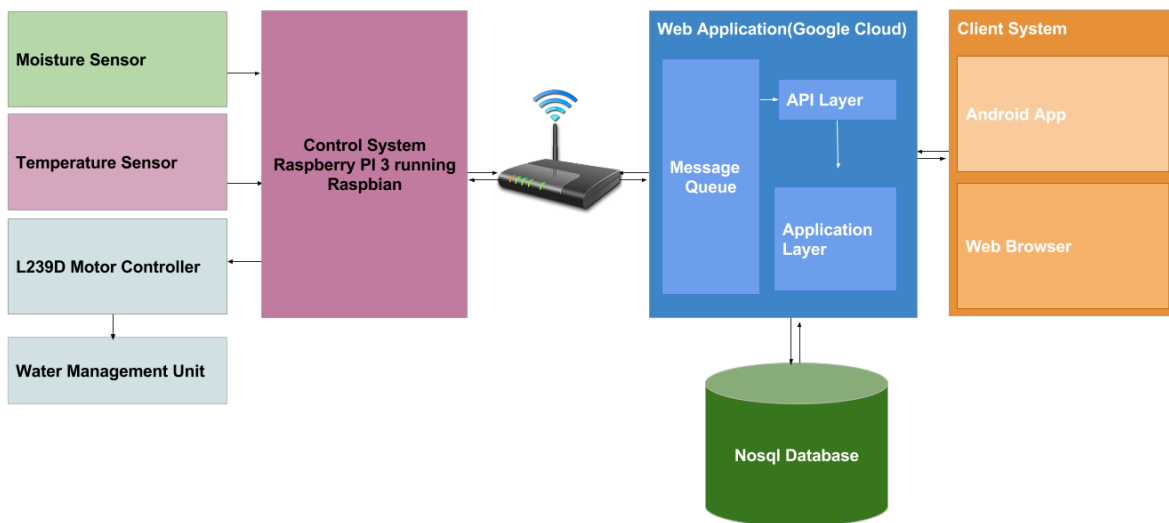 Moisture Sensor
Temperature Sensor
L239D Motor Controller
Water Management Unit
Control System
Raspberry PI 3 running
Raspbian
Web Application(Google Cloud)
Message
Queue
API Layer
Application
Layer
Nosql Database
Client System
Android App
Web Browser